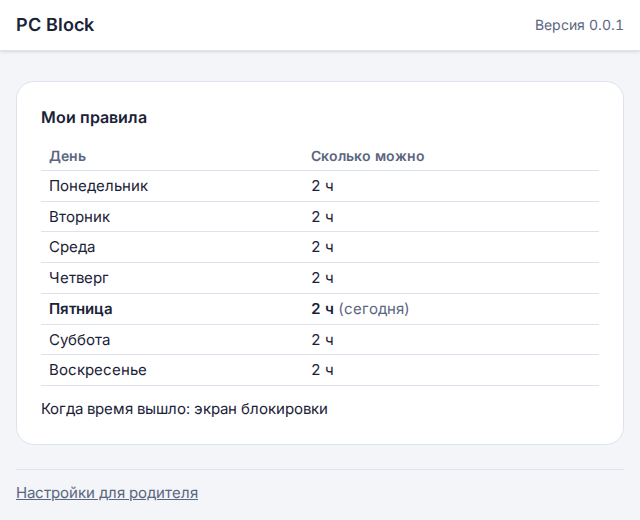 PC Block
Версия 0.0.1
Мои правила
День Сколько можно
Понедельник 2 ч
Вторник 2 ч
Среда 2 ч
Четверг 2 ч
Пятница 2 ч (сегодня)
Суббота 2 ч
Воскресенье 2 ч
Когда время вышло: экран блокировки
Настройки для родителя